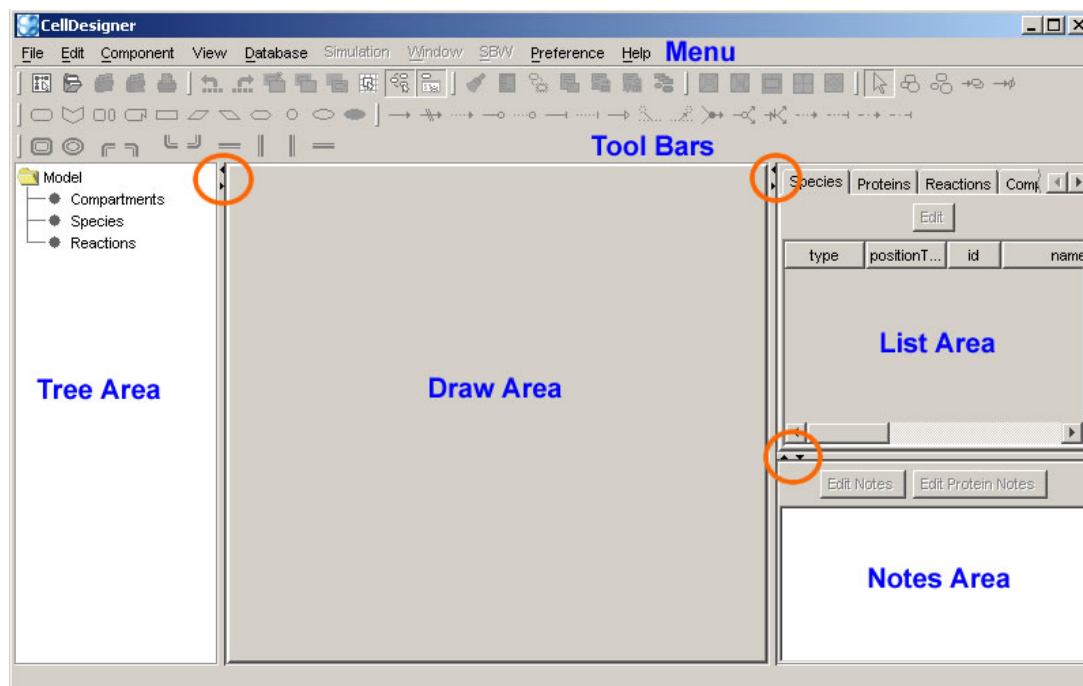 CellDesigner
File Edit Component View Database Simulation Window SBW Preference Help Menu
Tool Bars
Model
Compartments
Species
Reactions
Tree Area
Draw Area
Species Proteins Reactions Comp
Edit
type positionT... id name
List Area
Edit Notes Edit Protein Notes
Notes Area